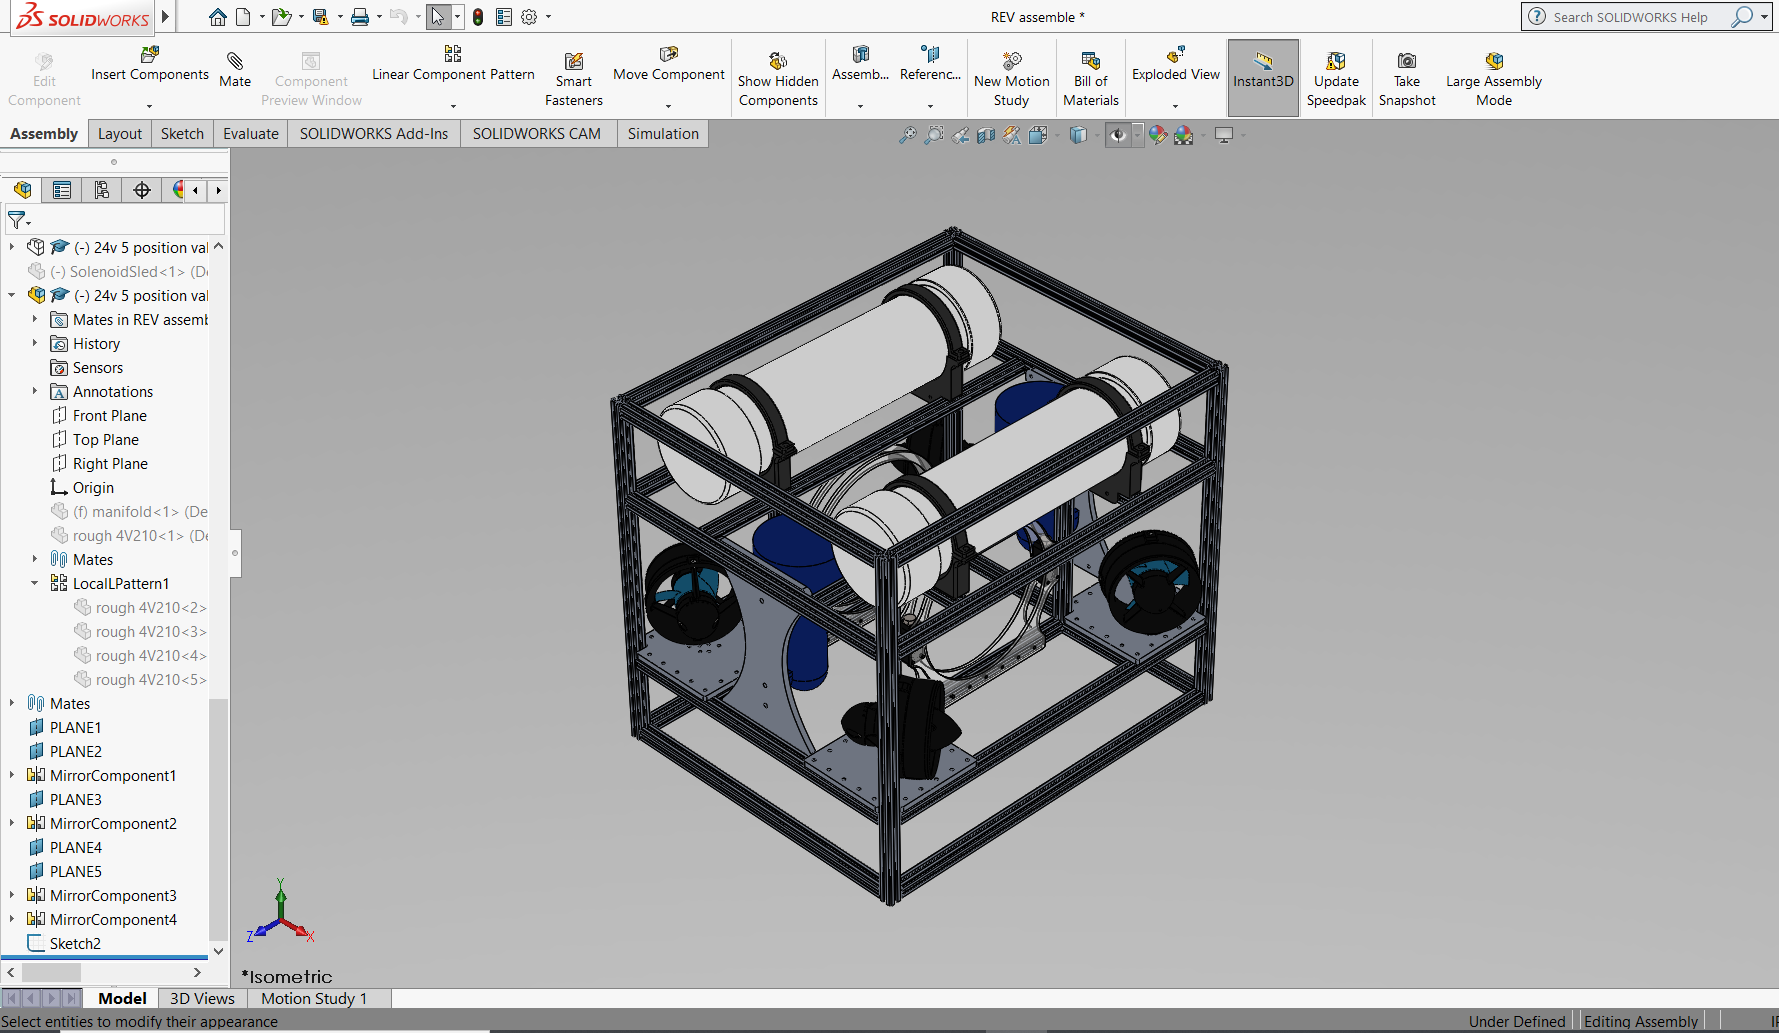 SOLIDWORKS
REV assemble *
Search SOLIDWORKS Help
Edit Component
Insert Components
Mate
Component Preview Window
Linear Component Pattern
Smart Fasteners
Move Component
Show Hidden Components
Assemb...
Referenc...
New Motion Study
Bill of Materials
Exploded View
Instant3D
Update Speedpak
Take Snapshot
Large Assembly Mode
Assembly
Layout
Sketch
Evaluate
SOLIDWORKS Add-Ins
SOLIDWORKS CAM
Simulation
(-) 24v 5 position val
(-) SolenoidSled<1> (De
(-) 24v 5 position val
Mates in REV assemb
History
Sensors
Annotations
Front Plane
Top Plane
Right Plane
Origin
(f) manifold<1> (De
rough 4V210<1> (De
Mates
LocalLPattern1
rough 4V210<2>
rough 4V210<3>
rough 4V210<4>
rough 4V210<5>
Mates
PLANE1
PLANE2
MirrorComponent1
PLANE3
MirrorComponent2
PLANE4
PLANE5
MirrorComponent3
MirrorComponent4
Sketch2
Y
Z
X
*Isometric
Model
3D Views
Motion Study 1
Select entities to modify their appearance
Under Defined
Editing Assembly